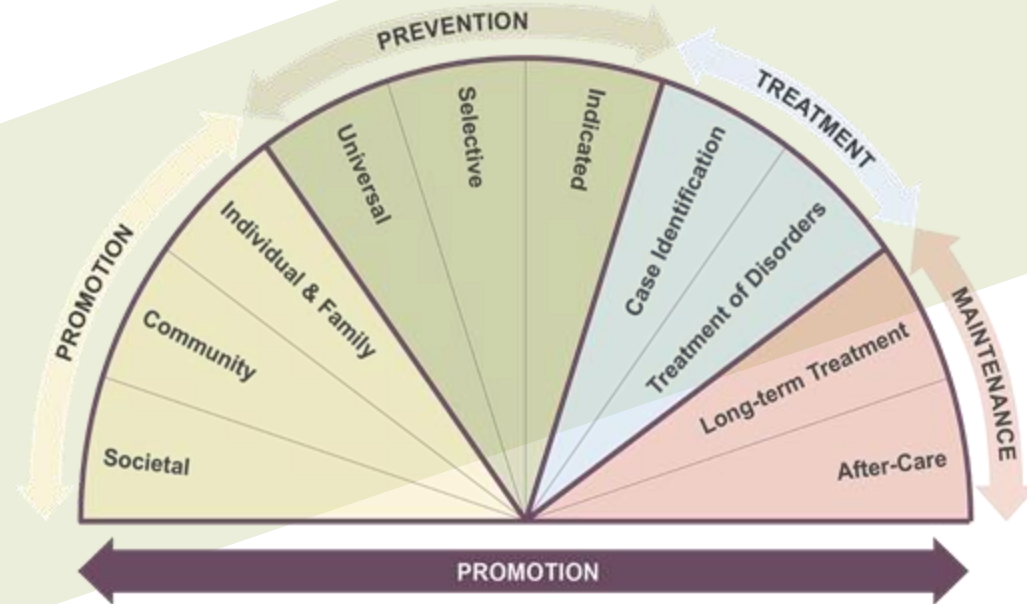 PREVENTION
TREATMENT
PROMOTION
MAINTENANCE
Societal
Community
Individual & Family
Universal
Selective
Indicated
Case Identification
Treatment of Disorders
Long-term Treatment
After-Care
PROMOTION